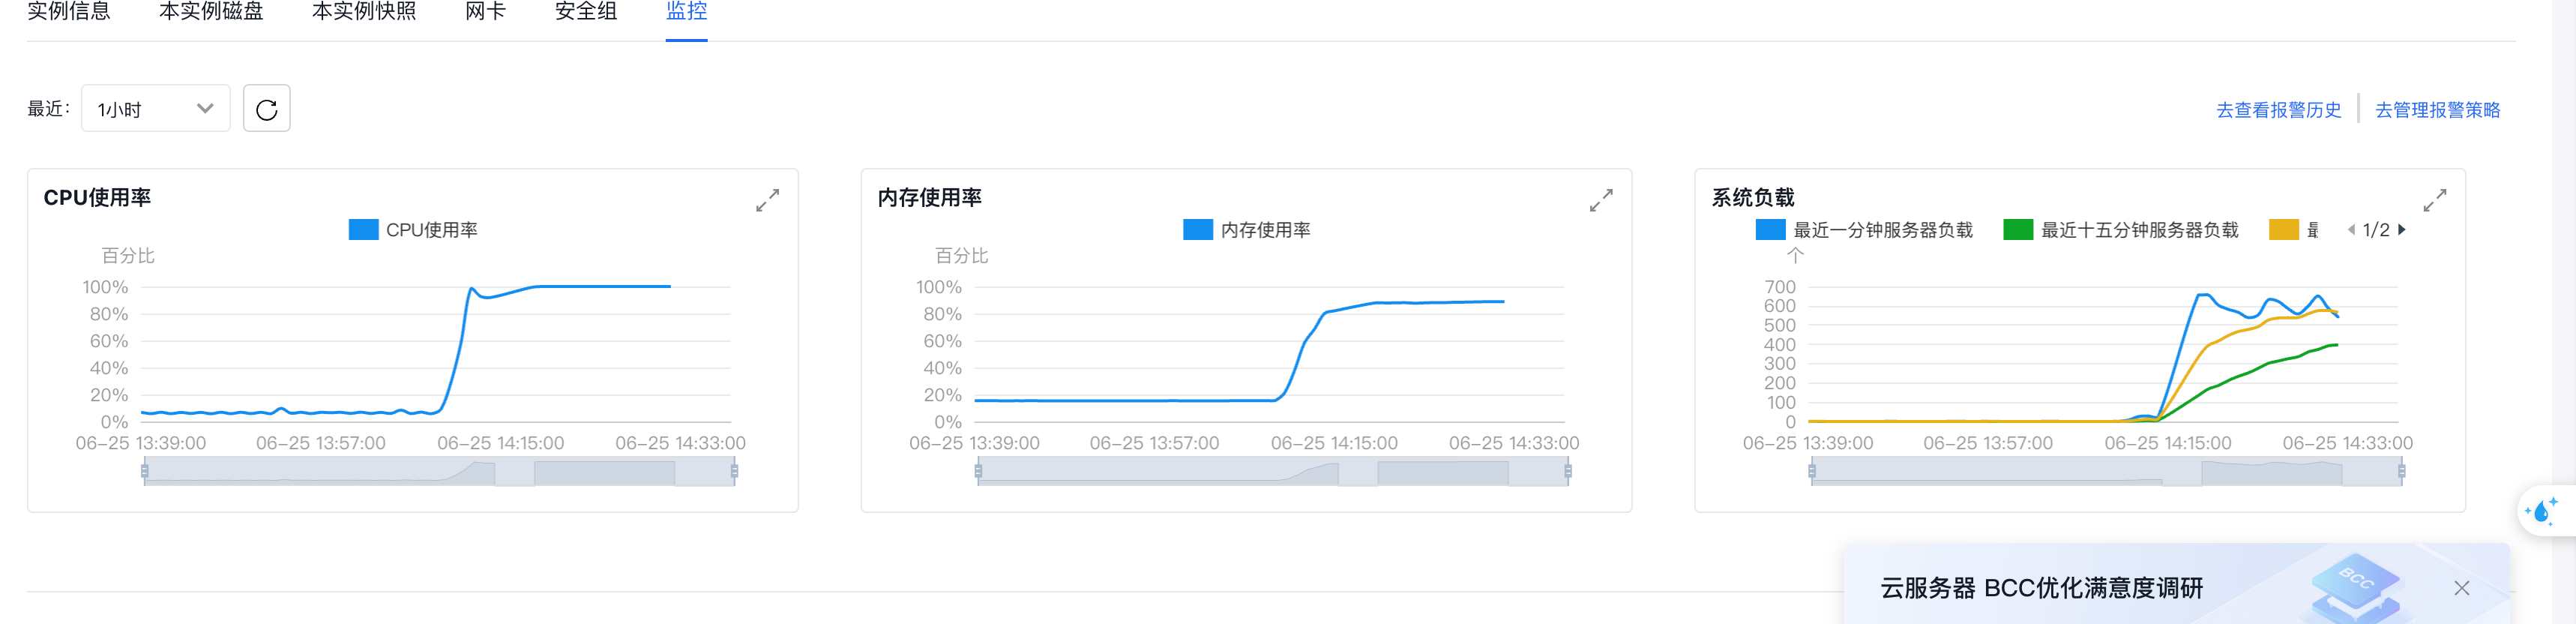 实例信息 本实例磁盘 本实例快照 网卡 安全组 监控
最近： 1小时 去查看报警历史 去管理报警策略
CPU使用率
CPU使用率
百分比
100%
80%
60%
40%
20%
0%
06-25 13:39:00 06-25 13:57:00 06-25 14:15:00 06-25 14:33:00
内存使用率
内存使用率
百分比
100%
80%
60%
40%
20%
0%
06-25 13:39:00 06-25 13:57:00 06-25 14:15:00 06-25 14:33:00
系统负载
最近一分钟服务器负载 最近十五分钟服务器负载 1/2
个
700
600
500
400
300
200
100
0
06-25 13:39:00 06-25 13:57:00 06-25 14:15:00 06-25 14:33:00
云服务器 BCC优化满意度调研
BCC